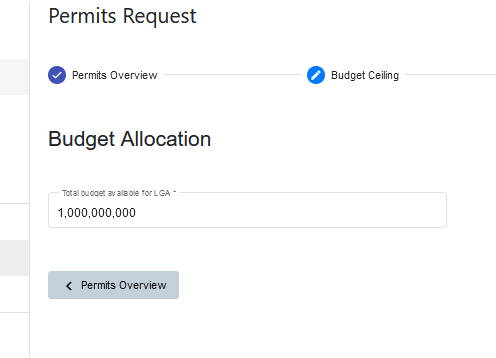 Permits Request
Permits Overview
Budget Ceiling
Budget Allocation
Total budget available for LGA *
1,000,000,000
Permits Overview